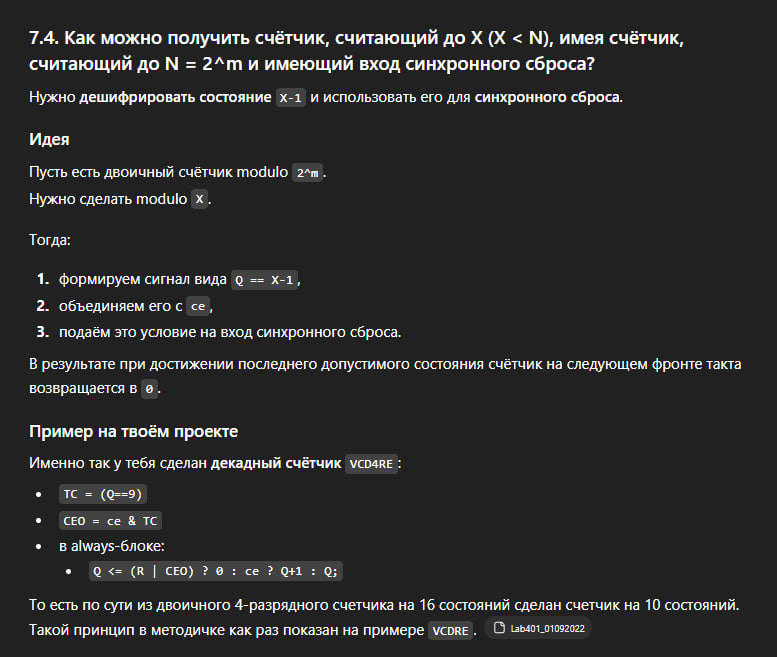 7.4. Как можно получить счётчик, считающий до X (X < N), имея счётчик,
считающий до N = 2^m и имеющий вход синхронного сброса?
Нужно дешифрировать состояние X-1 и использовать его для синхронного сброса.
Идея
Пусть есть двоичный счётчик modulo 2^m.
Нужно сделать modulo X.
Тогда:
1. формируем сигнал вида Q == X-1,
2. объединяем его с ce,
3. подаём это условие на вход синхронного сброса.
В результате при достижении последнего допустимого состояния счётчик на следующем фронте такта
возвращается в 0.
Пример на твоём проекте
Именно так у тебя сделан декадный счётчик VCD4RE:
• TC = (Q==9)
• CEO = ce & TC
• в always-блоке:
• Q <= (R | CEO) ? 0 : ce ? Q+1 : Q;
То есть по сути из двоичного 4-разрядного счетчика на 16 состояний сделан счетчик на 10 состояний.
Такой принцип в методичке как раз показан на примере VCDRE. Lab401_01092022